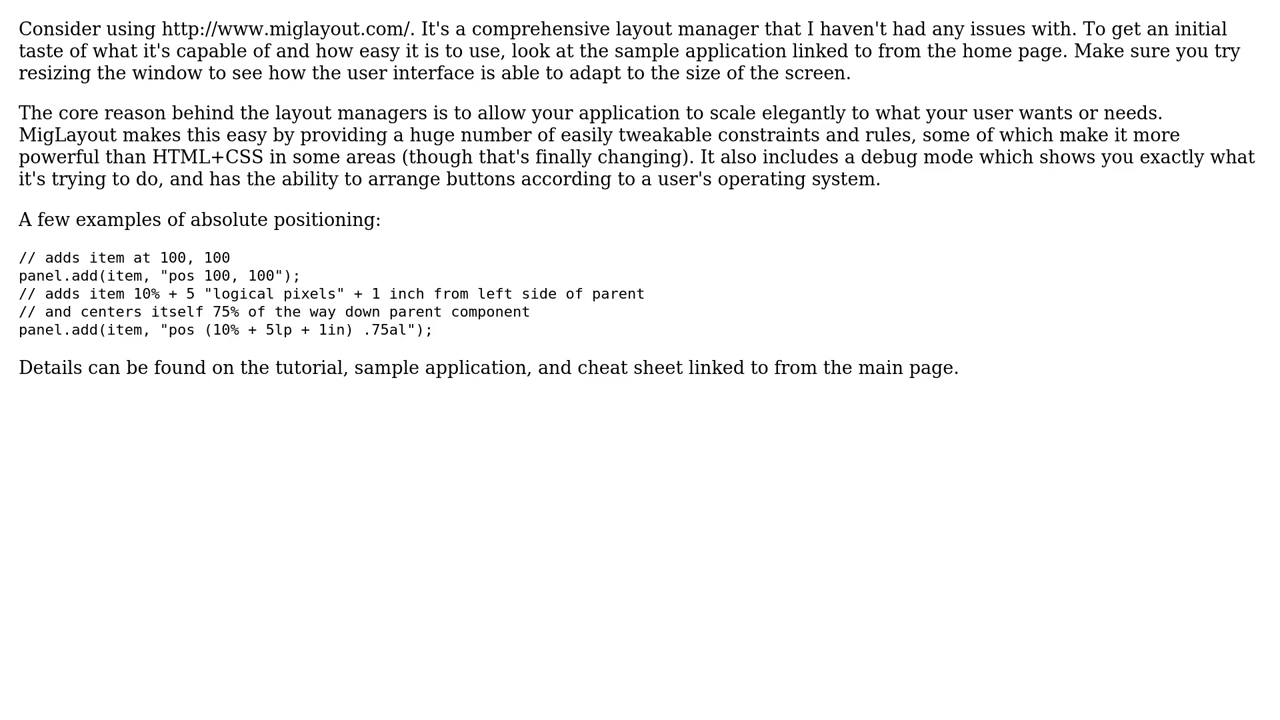 Consider using http://www.miglayout.com/. It's a comprehensive layout manager that I haven't had any issues with. To get an initial
taste of what it's capable of and how easy it is to use, look at the sample application linked to from the home page. Make sure you try
resizing the window to see how the user interface is able to adapt to the size of the screen.
The core reason behind the layout managers is to allow your application to scale elegantly to what your user wants or needs.
MigLayout makes this easy by providing a huge number of easily tweakable constraints and rules, some of which make it more
powerful than HTML+CSS in some areas (though that's finally changing). It also includes a debug mode which shows you exactly what
it's trying to do, and has the ability to arrange buttons according to a user's operating system.
A few examples of absolute positioning:
// adds item at 100, 100
panel.add(item, "pos 100, 100");
// adds item 10% + 5 "logical pixels" + 1 inch from left side of parent
// and centers itself 75% of the way down parent component
panel.add(item, "pos (10% + 5lp + 1in) .75al");
Details can be found on the tutorial, sample application, and cheat sheet linked to from the main page.